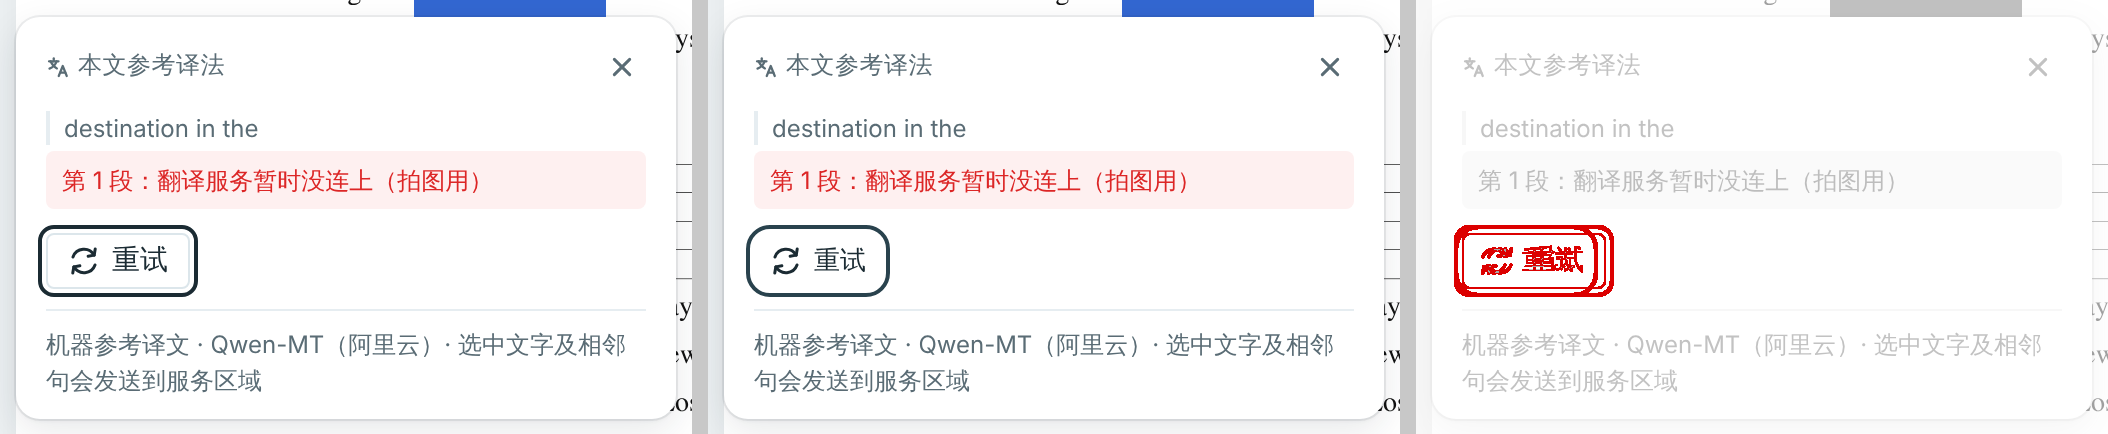 本文参考译法
destination in the
第 1 段：翻译服务暂时没连上（拍图用）
重试
机器参考译文 · Qwen-MT（阿里云）· 选中文字及相邻
句会发送到服务区域
本文参考译法
destination in the
第 1 段：翻译服务暂时没连上（拍图用）
重试
机器参考译文 · Qwen-MT（阿里云）· 选中文字及相邻
句会发送到服务区域
本文参考译法
destination in the
第 1 段：翻译服务暂时没连上（拍图用）
重试
机器参考译文 · Qwen-MT（阿里云）· 选中文字及相邻
句会发送到服务区域